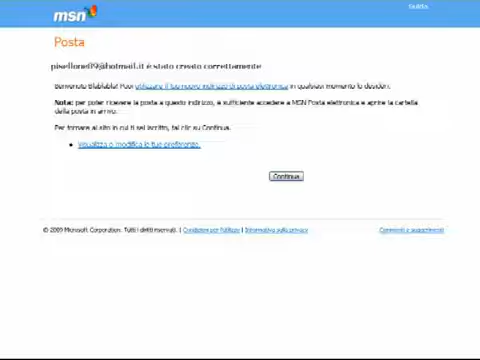 Guida
msn
Posta
pisellone89@hotmail.it è stato creato correttamente
Benvenuto Blablabla! Puoi utilizzare il tuo nuovo indirizzo di posta elettronica in qualsiasi momento lo desideri.
Nota: per poter ricevere la posta a questo indirizzo, è sufficiente accedere a MSN Posta elettronica e aprire la cartella
della posta in arrivo.
Per tornare al sito in cui ti sei iscritto, fai clic su Continua.
Visualizza o modifica le tue preferenze.
Continua
© 2009 Microsoft Corporation. Tutti i diritti riservati. | Condizioni per l'utilizzo | Informativa sulla privacy
Commenti e suggerimenti